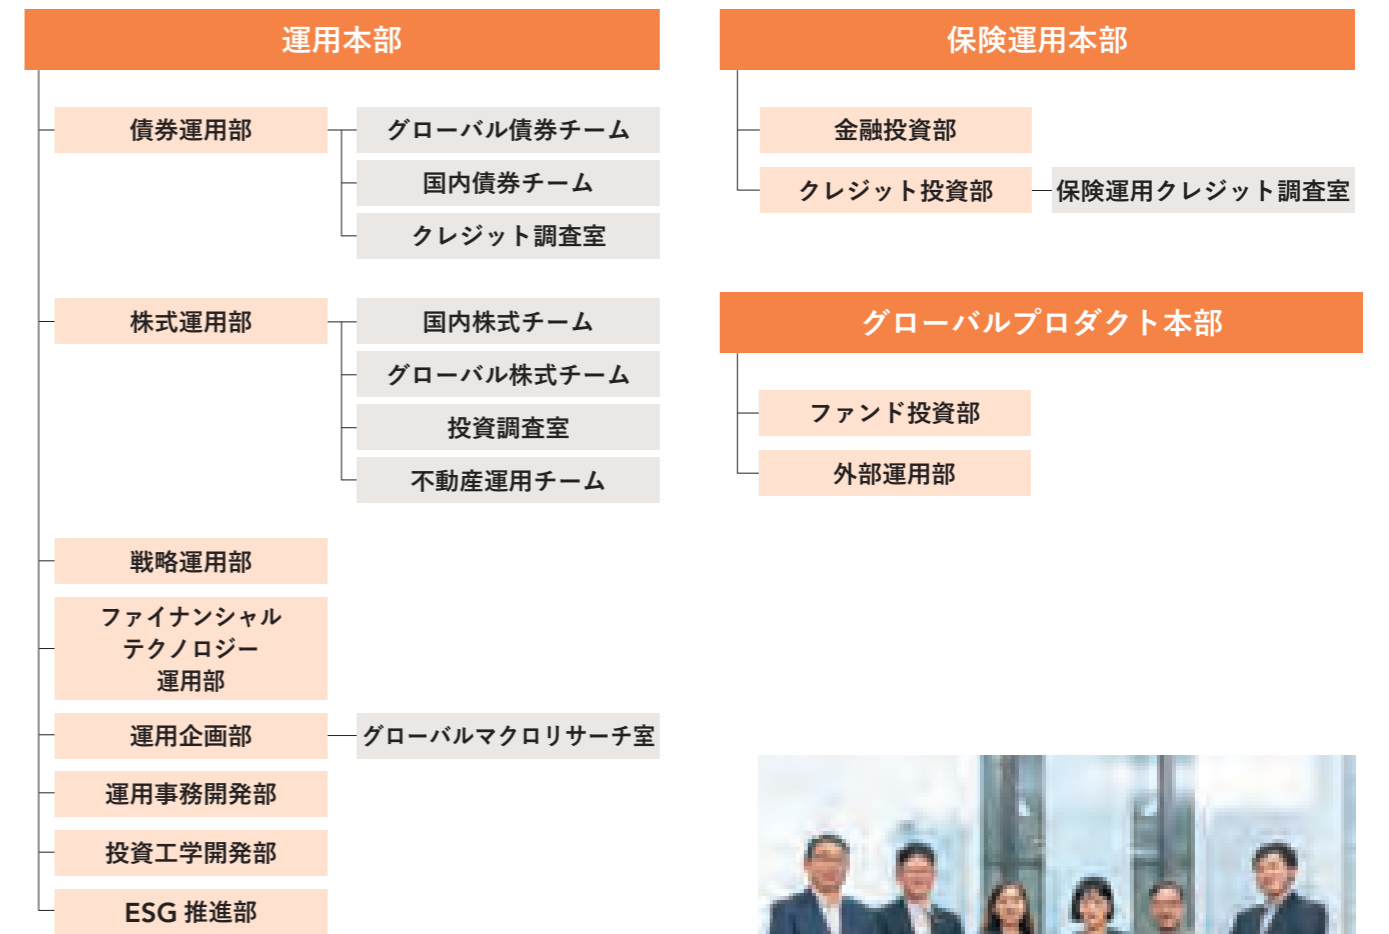 運用本部
債券運用部
グローバル債券チーム
国内債券チーム
クレジット調査室
株式運用部
国内株式チーム
グローバル株式チーム
投資調査室
不動産運用チーム
戦略運用部
ファイナンシャル
テクノロジー
運用部
運用企画部
グローバルマクロリサーチ室
運用事務開発部
投資工学開発部
ESG 推進部
保険運用本部
金融投資部
クレジット投資部
保険運用クレジット調査室
グローバルプロダクト本部
ファンド投資部
外部運用部